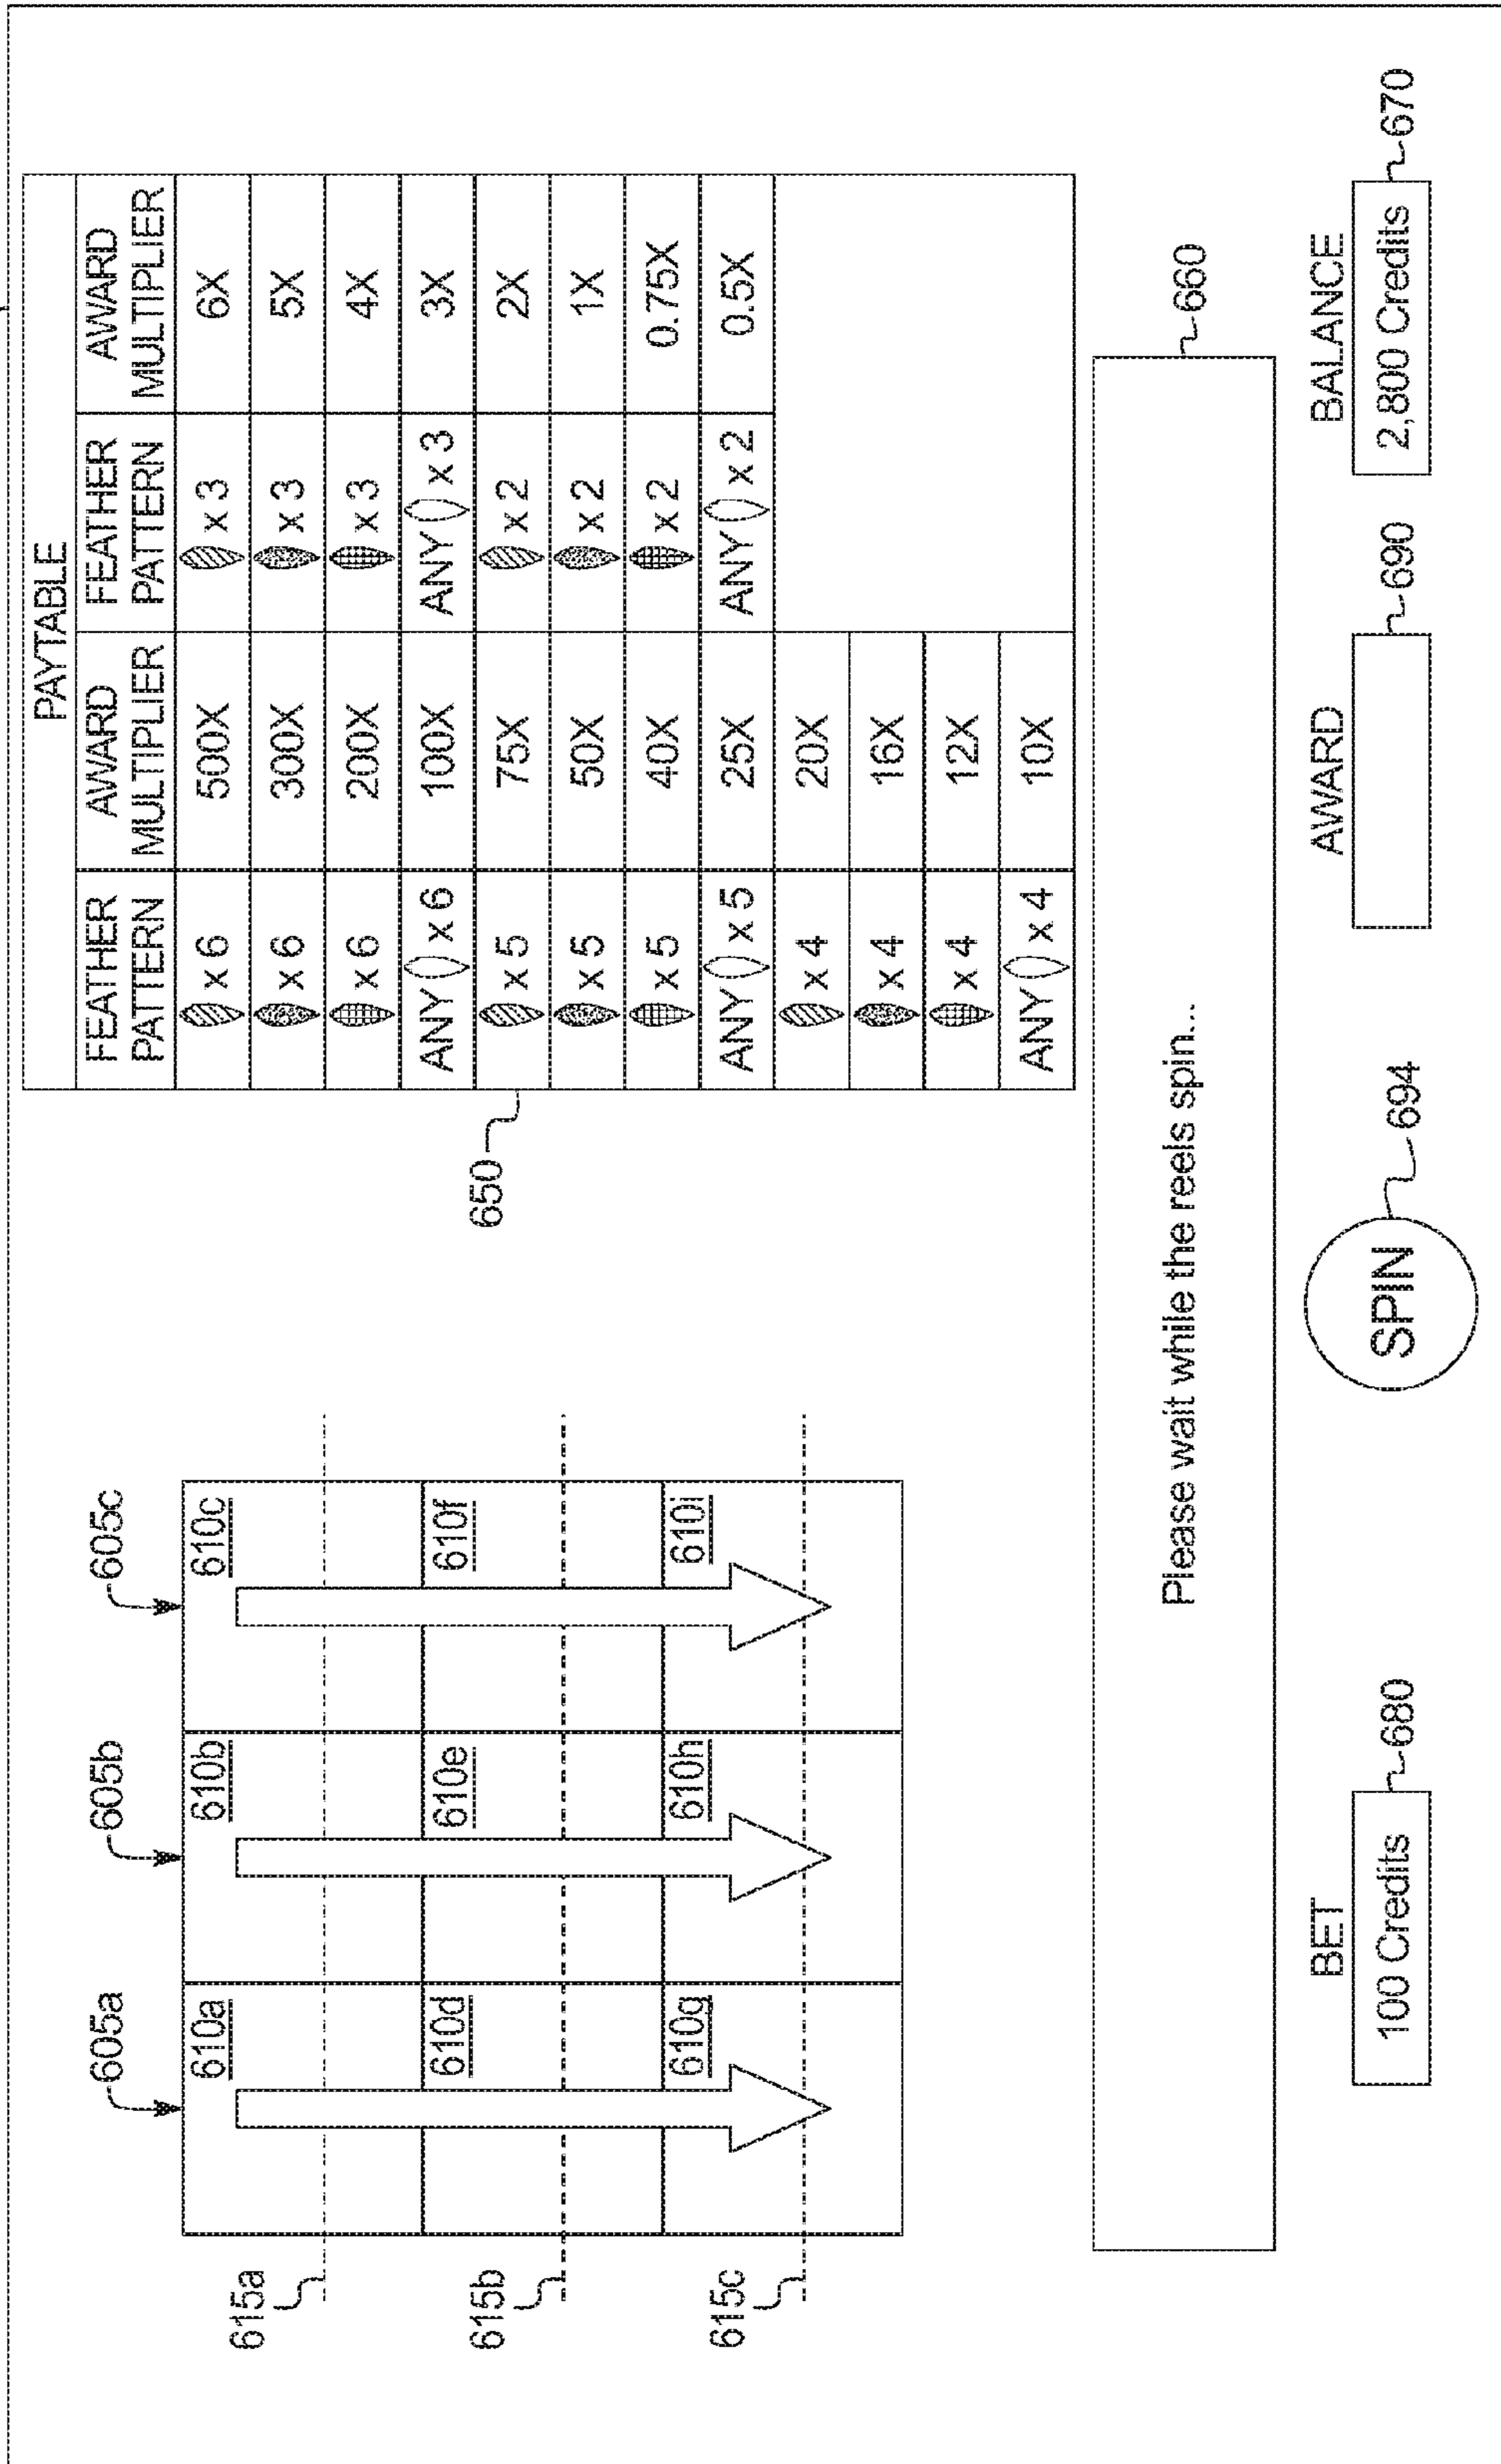 605a
605b
605c
610a
610b
610c
615a
610d
610e
610f
615b
610g
610h
610i
615c
PAYTABLE
FEATHER PATTERN AWARD MULTIPLIER FEATHER PATTERN AWARD MULTIPLIER
x 6 500X x 3 6X
x 6 300X x 3 5X
x 6 200X x 3 4X
ANY x 6 100X ANY x 3 3X
x 5 75X x 2 2X
x 5 50X x 2 1X
x 5 40X x 2 0.75X
ANY x 5 25X ANY x 2 0.5X
x 4 20X
x 4 16X
x 4 12X
ANY x 4 10X
650
Please wait while the reels spin...
660
BET
100 Credits
680
SPIN
694
AWARD
690
BALANCE
2,800 Credits
670